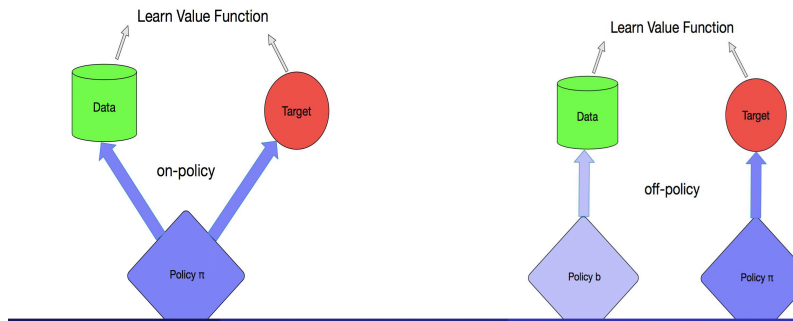 Learn Value Function
Data
Target
on-policy
Policy π
Learn Value Function
Data
Target
off-policy
Policy b
Policy π